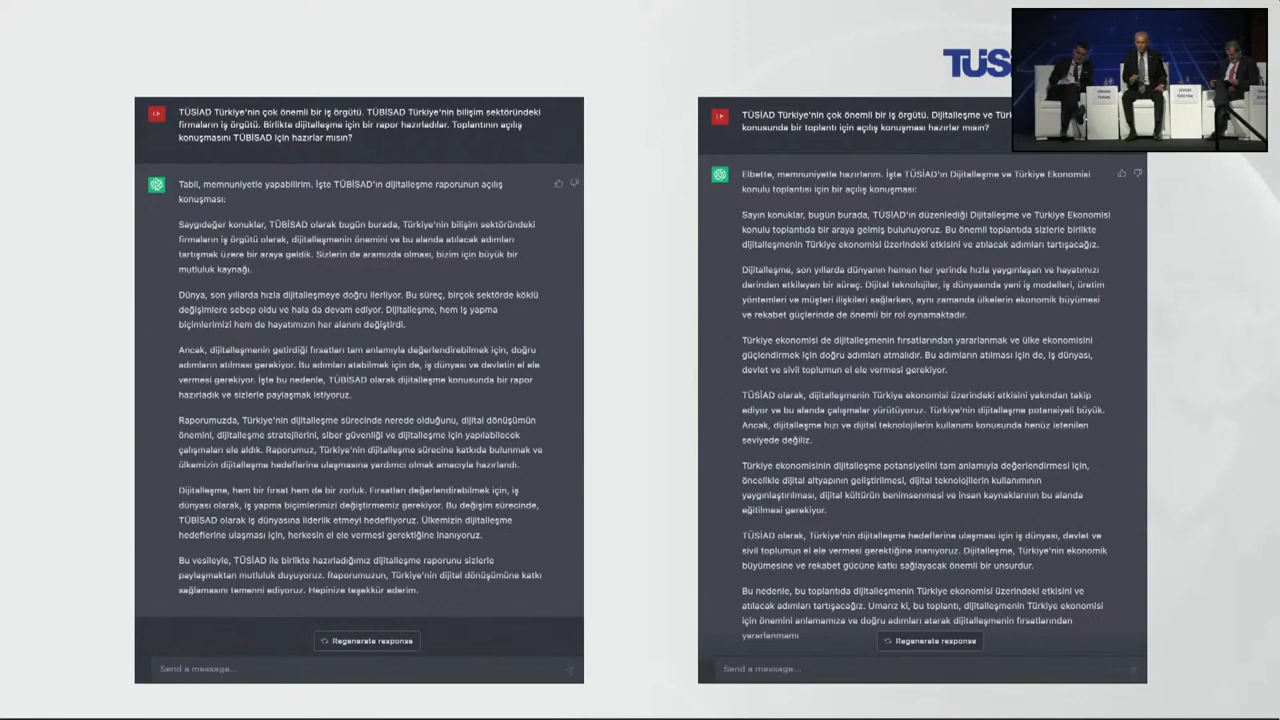 TÜSİAD Türkiye'nin çok önemli bir iş örgütü. TÜBİSAD Türkiye'nin bilişim sektöründeki
firmaların iş örgütü. Birlikte dijitalleşme için bir rapor hazırladılar. Toplantının açılış
konuşmasını TÜBİSAD için hazırlar mısın?
Tabii, memnuniyetle yapabilirim. İşte TÜBİSAD'ın dijitalleşme raporunun açılış
konuşması:
Saygıdeğer konuklar, TÜBİSAD olarak bugün burada, Türkiye'nin bilişim sektöründeki
firmaların iş örgütü olarak, dijitalleşmenin önemini ve bu alanda atılacak adımları
tartışmak üzere bir araya geldik. Sizlerin de aramızda olması, bizim için büyük bir
mutluluk kaynağı.
Dünya, son yıllarda hızla dijitalleşmeye doğru ilerliyor. Bu süreç, birçok sektörde köklü
değişimlere sebep oldu ve hala da devam ediyor. Dijitalleşme, hem iş yapma
biçimlerimizi hem de hayatımızın her alanını değiştirdi.
Ancak, dijitalleşmenin getirdiği fırsatları tam anlamıyla değerlendirebilmek için, doğru
adımların atılması gerekiyor. Bu adımları atabilmek için de, iş dünyası ve devletin el ele
vermesi gerekiyor. İşte bu nedenle, TÜBİSAD olarak dijitalleşme konusunda bir rapor
hazırladık ve sizlerle paylaşmak istiyoruz.
Raporumuzda, Türkiye'nin dijitalleşme sürecinde nerede olduğunu, dijital dönüşümün
önemini, dijitalleşme stratejilerini, siber güvenliği ve dijitalleşme için yapılabilecek
çalışmaları ele aldık. Raporumuz, Türkiye'nin dijitalleşme sürecine katkıda bulunmak ve
ülkemizin dijitalleşme hedeflerine ulaşmasına yardımcı olmak amacıyla hazırlandı.
Dijitalleşme, hem bir fırsat hem de bir zorluk. Fırsatları değerlendirebilmek için, iş
dünyası olarak, iş yapma biçimlerimizi değiştirmemiz gerekiyor. Bu değişim sürecinde,
TÜBİSAD olarak iş dünyasına liderlik etmeyi hedefliyoruz. Ülkemizin dijitalleşme
hedeflerine ulaşması için, herkesin el ele vermesi gerektiğine inanıyoruz.
Bu vesileyle, TÜSİAD ile birlikte hazırladığımız dijitalleşme raporunu sizlerle
paylaşmaktan mutluluk duyuyoruz. Raporumuzun, Türkiye'nin dijital dönüşümüne katkı
sağlamasını temenni ediyoruz. Hepinize teşekkür ederim.
Regenerate response
Send a message...
TÜSİ
TÜSİAD Türkiye'nin çok önemli bir iş örgütü. Dijitalleşme ve Türk
konusunda bir toplantı için açılış konuşması hazırlar mısın?
Elbette, memnuniyetle hazırlarım. İşte TÜSİAD'ın Dijitalleşme ve Türkiye Ekonomisi
konulu toplantısı için bir açılış konuşması:
Sayın konuklar, bugün burada, TÜSİAD'ın düzenlediği Dijitalleşme ve Türkiye Ekonomisi
konulu toplantıda bir araya gelmiş bulunuyoruz. Bu önemli toplantıda sizlerle birlikte
dijitalleşmenin Türkiye ekonomisi üzerindeki etkisini ve atılacak adımları tartışacağız.
Dijitalleşme, son yıllarda dünyanın hemen her yerinde hızla yaygınlaşan ve hayatımızı
derinden etkileyen bir süreç. Dijital teknolojiler, iş dünyasında yeni iş modelleri, üretim
yöntemleri ve müşteri ilişkileri sağlarken, aynı zamanda ülkelerin ekonomik büyümesi
ve rekabet güçlerinde de önemli bir rol oynamaktadır.
Türkiye ekonomisi de dijitalleşmenin fırsatlarından yararlanmak ve ülke ekonomisini
güçlendirmek için doğru adımları atmalıdır. Bu adımların atılması için de, iş dünyası,
devlet ve sivil toplumun el ele vermesi gerekiyor.
TÜSİAD olarak, dijitalleşmenin Türkiye ekonomisi üzerindeki etkisini yakından takip
ediyor ve bu alanda çalışmalar yürütüyoruz. Türkiye'nin dijitalleşme potansiyeli büyük.
Ancak, dijitalleşme hızı ve dijital teknolojilerin kullanımı konusunda henüz istenilen
seviyede değiliz.
Türkiye ekonomisinin dijitalleşme potansiyelini tam anlamıyla değerlendirmesi için,
öncelikle dijital altyapının geliştirilmesi, dijital teknolojilerin kullanımının
yaygınlaştırılması, dijital kültürün benimsenmesi ve insan kaynaklarının bu alanda
eğitilmesi gerekiyor.
TÜSİAD olarak, Türkiye'nin dijitalleşme hedeflerine ulaşması için iş dünyası, devlet ve
sivil toplumun el ele vermesi gerektiğine inanıyoruz. Dijitalleşme, Türkiye'nin ekonomik
büyümesine ve rekabet gücüne katkı sağlayacak önemli bir unsurdur.
Bu nedenle, bu toplantıda dijitalleşmenin Türkiye ekonomisi üzerindeki etkisini ve
atılacak adımları tartışacağız. Umarız ki, bu toplantı, dijitalleşmenin Türkiye ekonomisi
için önemini anlamamıza ve doğru adımları atarak dijitalleşmenin fırsatlarından
yararlanmamı
Regenerate response
Send a message...